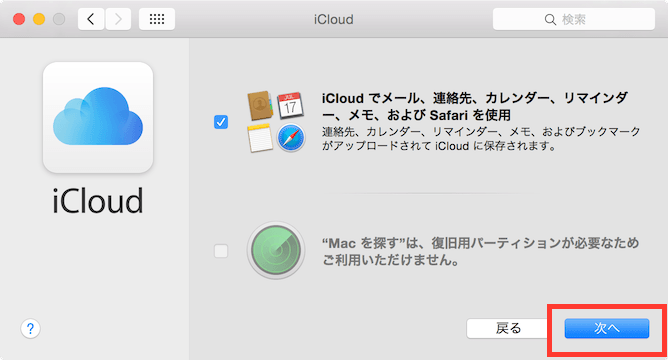 iCloud
検索
iCloud でメール、連絡先、カレンダー、リマインダ
ー、メモ、および Safari を使用
連絡先、カレンダー、リマインダー、メモ、およびブックマーク
がアップロードされて iCloud に保存されます。
17
iCloud
“Mac を探す”は、復旧用パーティションが必要なため
ご利用いただけません。
?
戻る
次へ